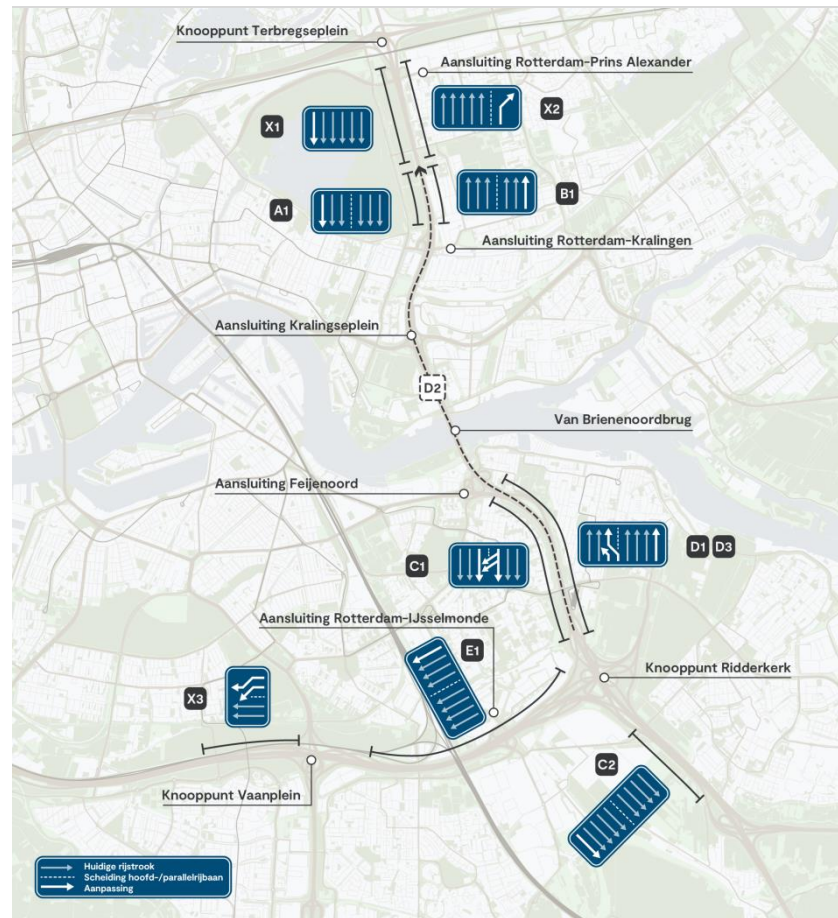 Knooppunt Terbregseplein
Aansluiting Rotterdam-Prins Alexander
X1
X2
A1
B1
Aansluiting Rotterdam-Kralingen
Aansluiting Kralingseplein
D2
Van Brienenoordbrug
Aansluiting Feijenoord
C1
D1 D3
Aansluiting Rotterdam-IJsselmonde
E1
X3
Knooppunt Ridderkerk
C2
Knooppunt Vaanplein
Huidige rijstrook
Scheiding hoofd-/parallelrijbaan
Aanpassing